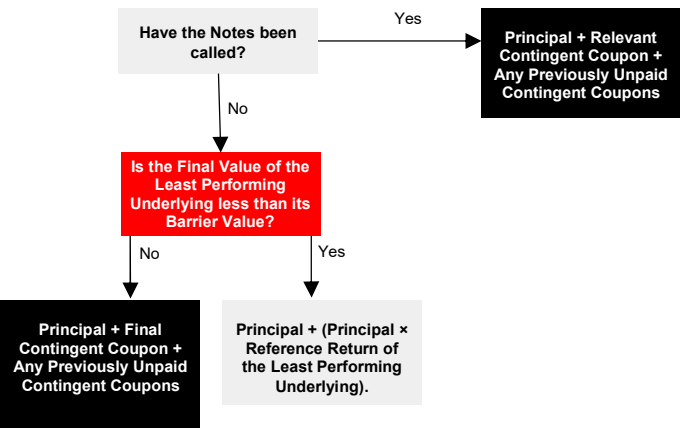 Have the Notes been
called?
Yes
Principal + Relevant
Contingent Coupon +
Any Previously Unpaid
Contingent Coupons
No
Is the Final Value of the
Least Performing
Underlying less than its
Barrier Value?
No
Yes
Principal + Final
Contingent Coupon +
Any Previously Unpaid
Contingent Coupons
Principal + (Principal ×
Reference Return of
the Least Performing
Underlying).